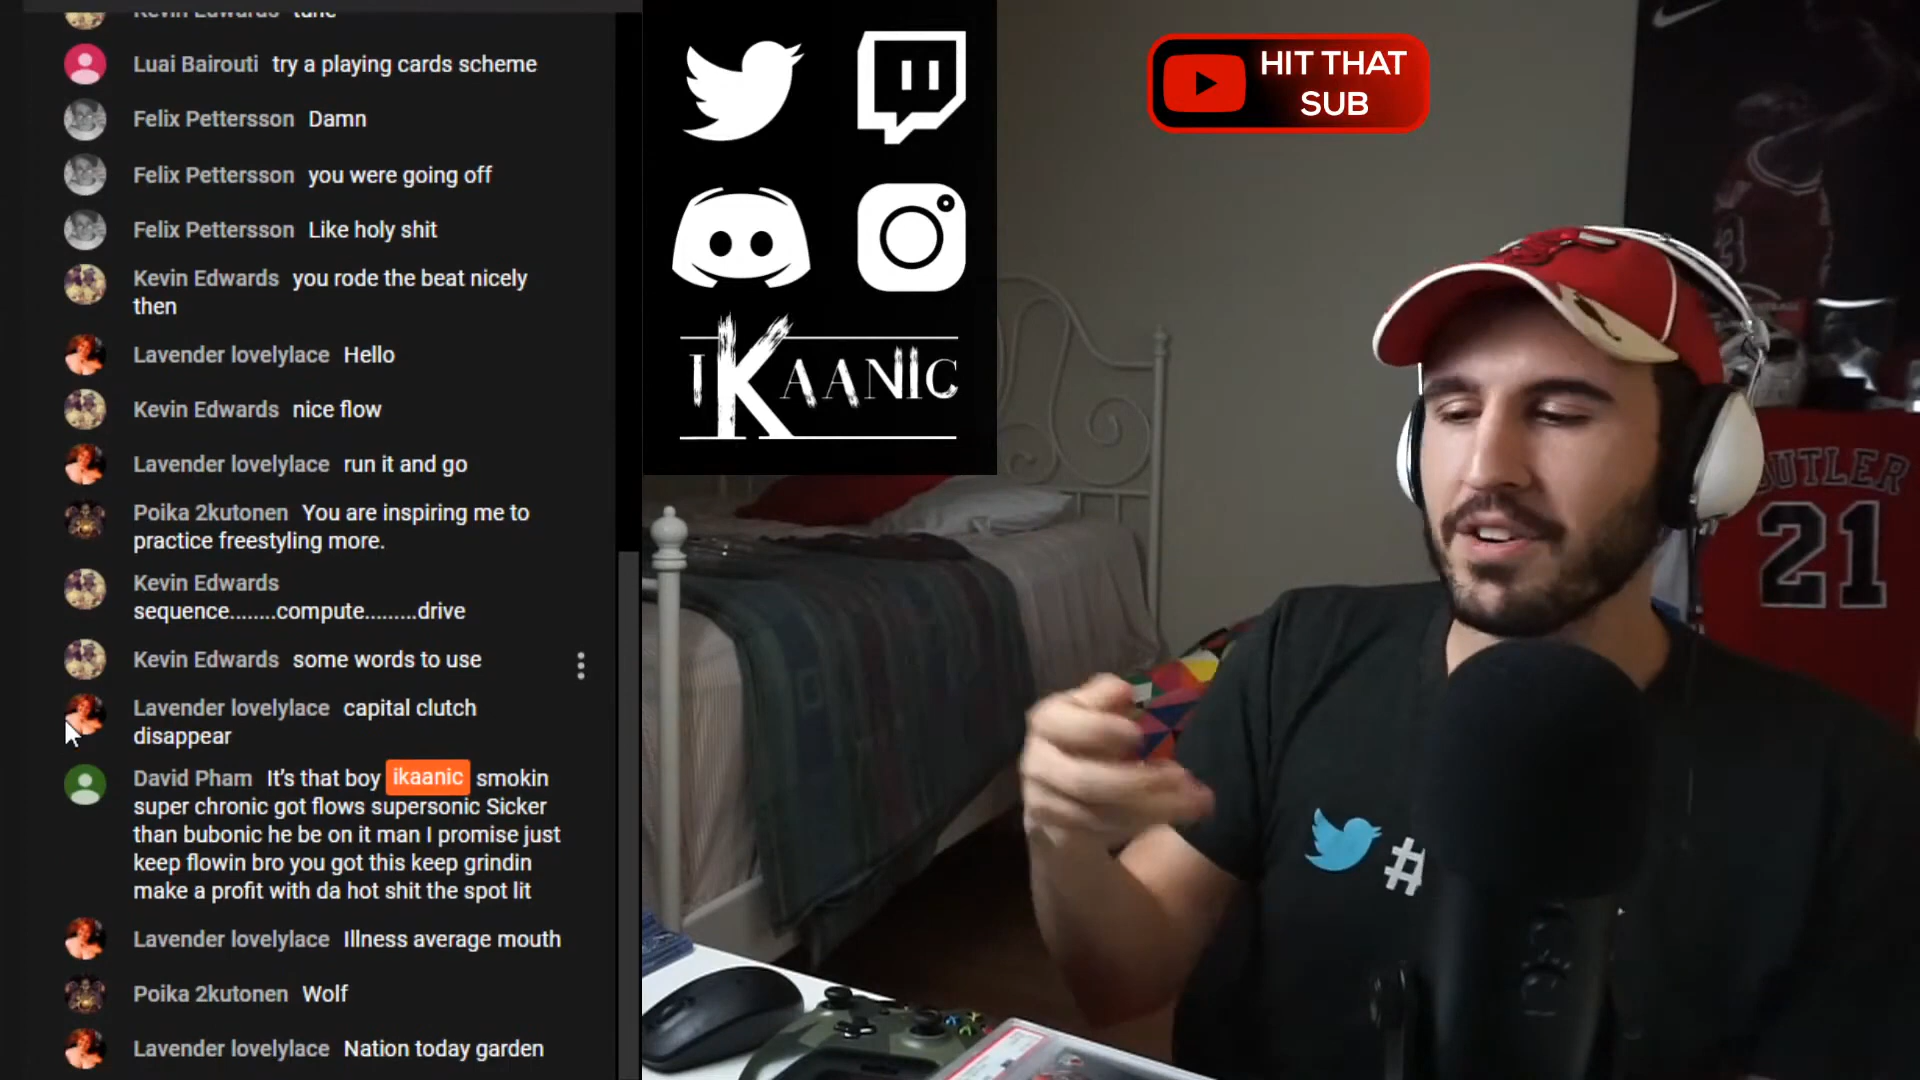 Kevin Edwards tune
Luai Bairouti try a playing cards scheme
Felix Pettersson Damn
Felix Pettersson you were going off
Felix Pettersson Like holy shit
Kevin Edwards you rode the beat nicely
then
Lavender lovelylace Hello
Kevin Edwards nice flow
Lavender lovelylace run it and go
Poika 2kutonen You are inspiring me to
practice freestyling more.
Kevin Edwards
sequence........compute.........drive
Kevin Edwards some words to use
Lavender lovelylace capital clutch
disappear
David Pham It's that boy ikaanic smokin
super chronic got flows supersonic Sicker
than bubonic he be on it man I promise just
keep flowin bro you got this keep grindin
make a profit with da hot shit the spot lit
Lavender lovelylace Illness average mouth
Poika 2kutonen Wolf
Lavender lovelylace Nation today garden
IKAANIC
HIT THAT
SUB
23
BUTLER
21
#